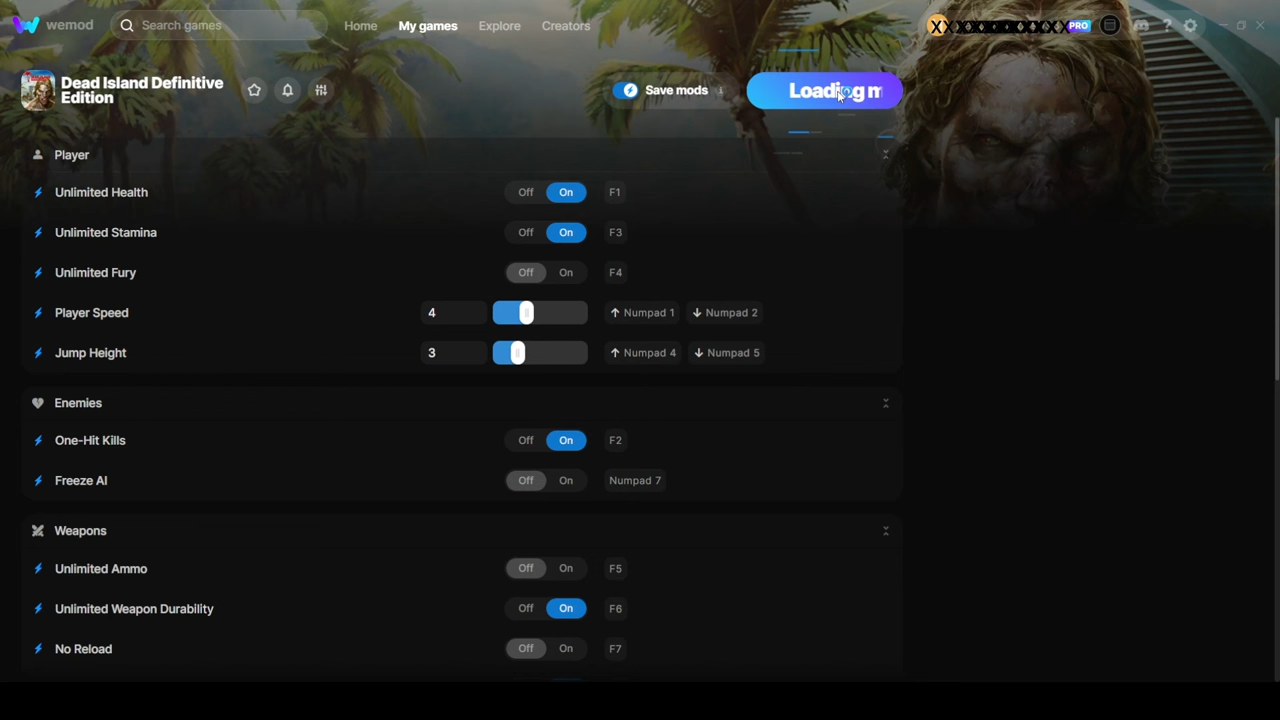 wemod
Search games
Home
My games
Explore
Creators
PRO
?
Dead Island Definitive
Edition
Save mods
Loading m
Player
Unlimited Health
Off
On
F1
Unlimited Stamina
Off
On
F3
Unlimited Fury
Off
On
F4
Player Speed
4
↑ Numpad 1
↓ Numpad 2
Jump Height
3
↑ Numpad 4
↓ Numpad 5
Enemies
One-Hit Kills
Off
On
F2
Freeze AI
Off
On
Numpad 7
Weapons
Unlimited Ammo
Off
On
F5
Unlimited Weapon Durability
Off
On
F6
No Reload
Off
On
F7